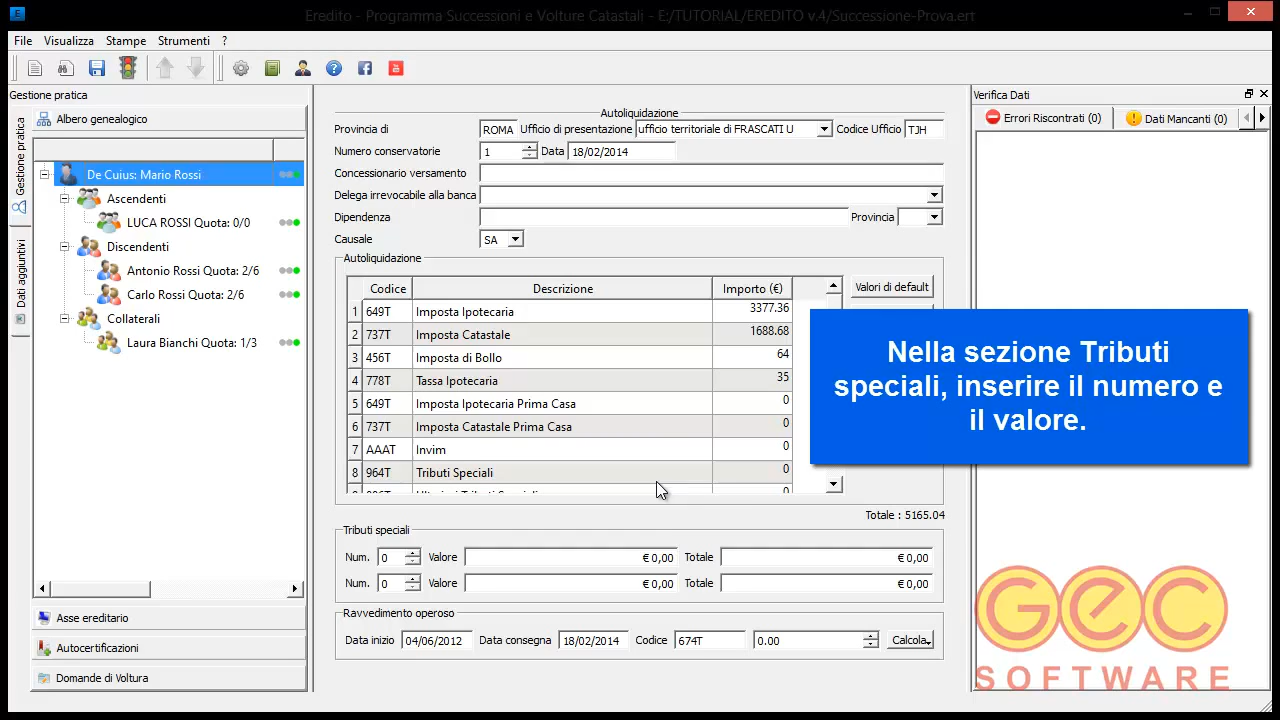 Eredito - Programma Successioni e Volture Catastali - E:/TUTORIAL/EREDITO v.4/Successione-Prova.ert
File Visualizza Stampe Strumenti ?
Gestione pratica
Albero genealogico
Gestione pratica
Dati aggiuntivi
De Cuius: Mario Rossi
Ascendenti
LUCA ROSSI Quota: 0/0
Discendenti
Antonio Rossi Quota: 2/6
Carlo Rossi Quota: 2/6
Collaterali
Laura Bianchi Quota: 1/3
Asse ereditario
Autocertificazioni
Domande di Voltura
Autoliquidazione
Provincia di ROMA Ufficio di presentazione ufficio territoriale di FRASCATI U Codice Ufficio TJH
Numero conservatorie 1 Data 18/02/2014
Concessionario versamento
Delega irrevocabile alla banca
Dipendenza Provincia
Causale SA
Autoliquidazione
Codice Descrizione Importo (€)
1 649T Imposta Ipotecaria 3377.36
2 737T Imposta Catastale 1688.68
3 456T Imposta di Bollo 64
4 778T Tassa Ipotecaria 35
5 649T Imposta Ipotecaria Prima Casa 0
6 737T Imposta Catastale Prima Casa 0
7 AAAT Invim 0
8 964T Tributi Speciali 0
Valori di default
Totale : 5165.04
Tributi speciali
Num. 0 Valore € 0,00 Totale € 0,00
Num. 0 Valore € 0,00 Totale € 0,00
Ravvedimento operoso
Data inizio 04/06/2012 Data consegna 18/02/2014 Codice 674T 0.00 Calcola
Verifica Dati
Errori Riscontrati (0) Dati Mancanti (0)
Nella sezione Tributi
speciali, inserire il numero e
il valore.
GEC
SOFTWARE